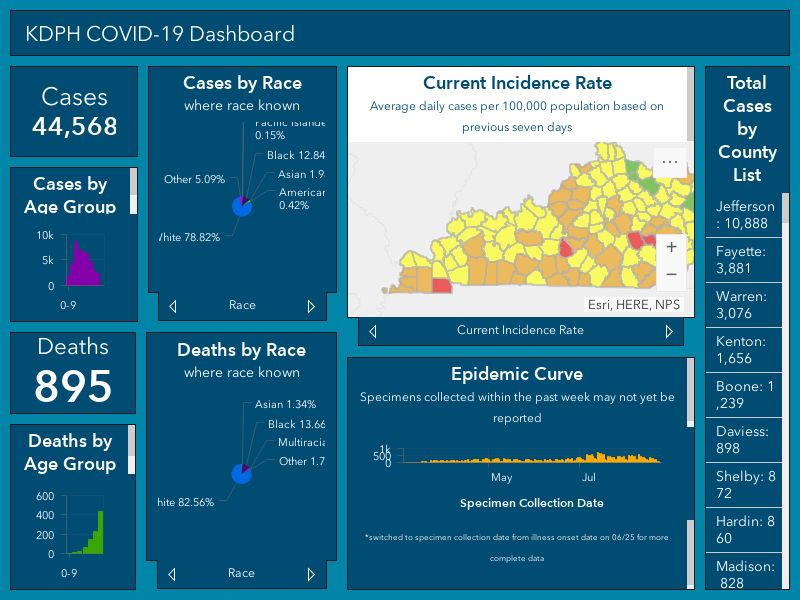 KDPH COVID-19 Dashboard
Cases
44,568
Cases by
Age Group
10k
5k
0
0-9
Deaths
895
Deaths by
Age Group
600
400
200
0
0-9
Cases by Race
where race known
Pacific Islande
0.15%
Black 12.84
Asian 1.9
American
0.42%
Other 5.09%
White 78.82%
Race
Deaths by Race
where race known
Asian 1.34%
Black 13.66
Multiracia
Other 1.7
hite 82.56%
Race
Current Incidence Rate
Average daily cases per 100,000 population based on
previous seven days
...
+
−
Esri, HERE, NPS
Current Incidence Rate
Epidemic Curve
Specimens collected within the past week may not yet be
reported
1k
500
0
May
Jul
Specimen Collection Date
*switched to specimen collection date from illness onset date on 06/25 for more
complete data
Total
Cases
by
County
List
Jefferson
: 10,888
Fayette:
3,881
Warren:
3,076
Kenton:
1,656
Boone: 1
,239
Daviess:
898
Shelby: 8
72
Hardin: 8
60
Madison:
828